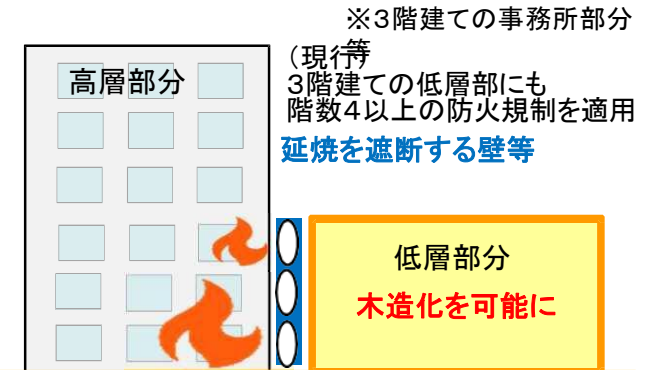 ※3階建ての事務所部分
等
（現行）
3階建ての低層部にも
階数4以上の防火規制を適用
高層部分
延焼を遮断する壁等
低層部分
木造化を可能に